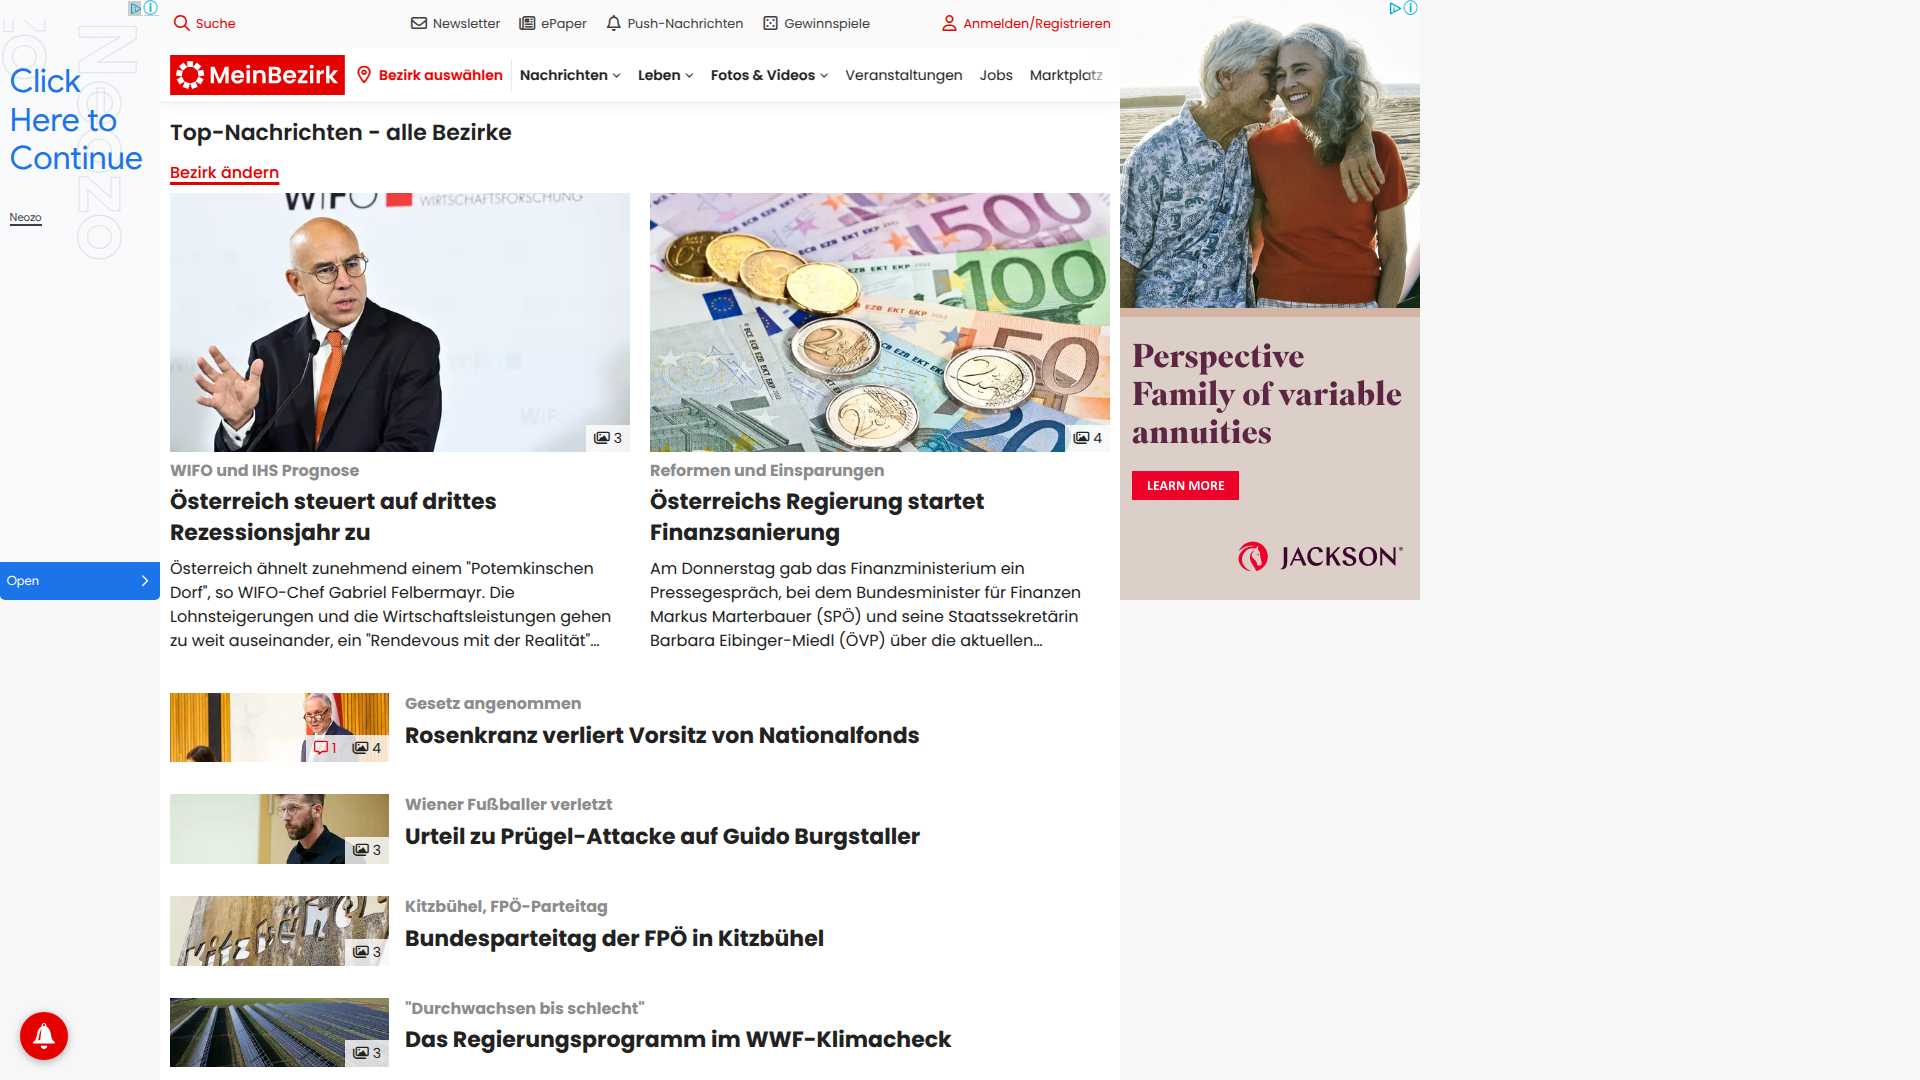 Suche
Newsletter
ePaper
Push-Nachrichten
Gewinnspiele
Anmelden/Registrieren
MeinBezirk
Bezirk auswählen
Nachrichten
Leben
Fotos & Videos
Veranstaltungen
Jobs
Marktplatz
Click
Here to
Continue
Neozo
Neozo
Open
Top-Nachrichten - alle Bezirke
Bezirk ändern
WIFO
WIRTSCHAFTSFORSCHUNG
3
WIFO und IHS Prognose
Österreich steuert auf drittes
Rezessionsjahr zu
Österreich ähnelt zunehmend einem "Potemkinschen
Dorf", so WIFO-Chef Gabriel Felbermayr. Die
Lohnsteigerungen und die Wirtschaftsleistungen gehen
zu weit auseinander, ein "Rendevous mit der Realität"...
500
100
50
20
4
Reformen und Einsparungen
Österreichs Regierung startet
Finanzsanierung
Am Donnerstag gab das Finanzministerium ein
Pressegespräch, bei dem Bundesminister für Finanzen
Markus Marterbauer (SPÖ) und seine Staatssekretärin
Barbara Eibinger-Miedl (ÖVP) über die aktuellen...
1
4
Gesetz angenommen
Rosenkranz verliert Vorsitz von Nationalfonds
3
Wiener Fußballer verletzt
Urteil zu Prügel-Attacke auf Guido Burgstaller
3
Kitzbühel, FPÖ-Parteitag
Bundesparteitag der FPÖ in Kitzbühel
3
"Durchwachsen bis schlecht"
Das Regierungsprogramm im WWF-Klimacheck
Perspective
Family of variable
annuities
LEARN MORE
JACKSON®